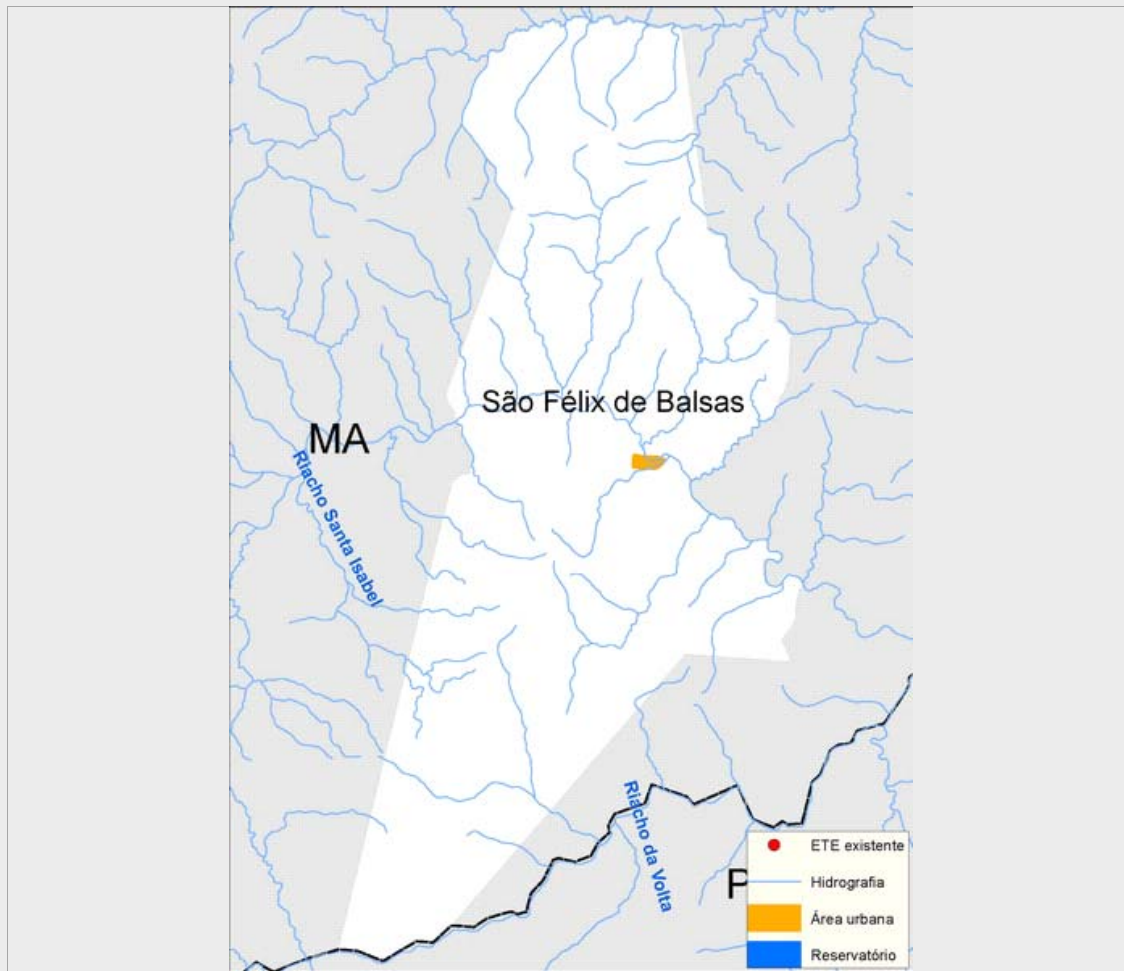 São Félix de Balsas
MA
Riacho Santa Isabel
Riacho da Volta
P
ETE existente
Hidrografia
Área urbana
Reservatório